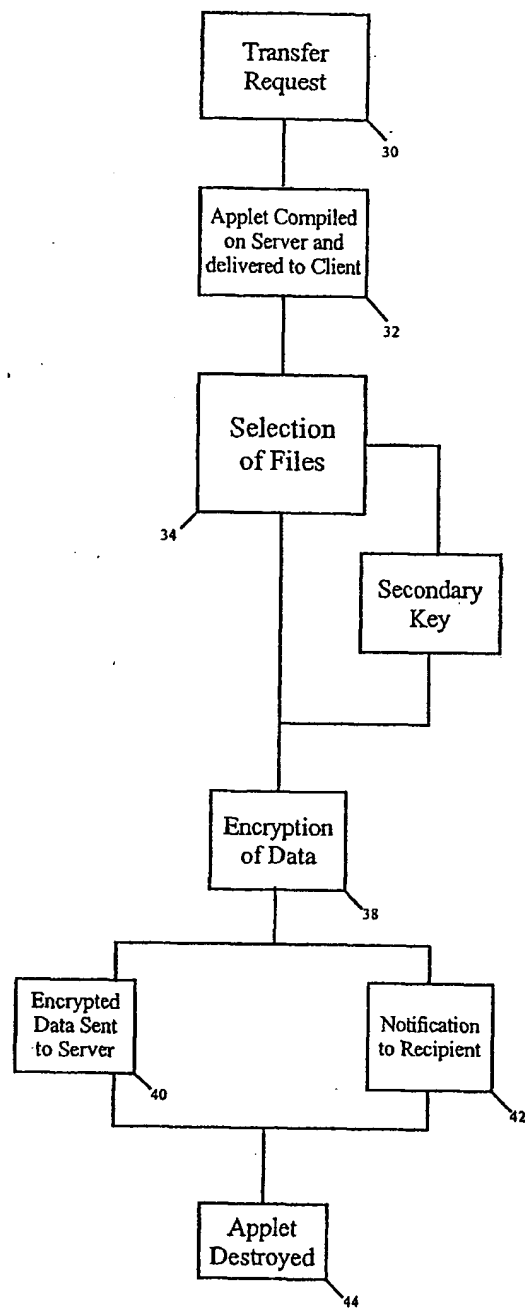 Transfer
Request
30
Applet Compiled
on Server and
delivered to Client
32
Selection
of Files
34
Secondary
Key
Encryption
of Data
38
Encrypted
Data Sent
to Server
40
Notification
to Recipient
42
Applet
Destroyed
44